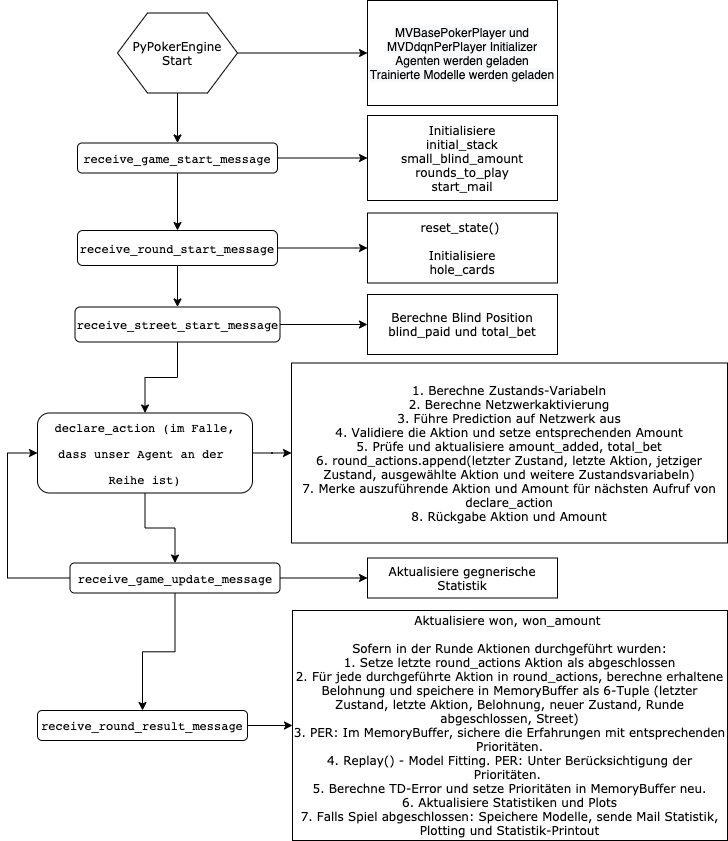 PyPokerEngine
Start
MVBasePokerPlayer und
MVDdqnPerPlayer Initializer
Agenten werden geladen
Trainierte Modelle werden geladen
receive_game_start_message
Initialisiere
initial_stack
small_blind_amount
rounds_to_play
start_mail
receive_round_start_message
reset_state()
Initialisiere
hole_cards
receive_street_start_message
Berechne Blind Position
blind_paid und total_bet
declare_action (im Falle,
dass unser Agent an der
Reihe ist)
1. Berechne Zustands-Variabeln
2. Berechne Netzwerkaktivierung
3. Führe Prediction auf Netzwerk aus
4. Validiere die Aktion und setze entsprechenden Amount
5. Prüfe und aktualisiere amount_added, total_bet
6. round_actions.append(letzter Zustand, letzte Aktion, jetziger
Zustand, ausgewählte Aktion und weitere Zustandsvariabeln)
7. Merke auszuführende Aktion und Amount für nächsten Aufruf von
declare_action
8. Rückgabe Aktion und Amount
receive_game_update_message
Aktualisiere gegnerische
Statistik
receive_round_result_message
Aktualisiere won, won_amount
Sofern in der Runde Aktionen durchgeführt wurden:
1. Setze letzte round_actions Aktion als abgeschlossen
2. Für jede durchgeführte Aktion in round_actions, berechne erhaltene
Belohnung und speichere in MemoryBuffer als 6-Tuple (letzter
Zustand, letzte Aktion, Belohnung, neuer Zustand, Runde
abgeschlossen, Street)
3. PER: Im MemoryBuffer, sichere die Erfahrungen mit entsprechenden
Prioritäten.
4. Replay() - Model Fitting. PER: Unter Berücksichtigung der
Prioritäten.
5. Berechne TD-Error und setze Prioritäten in MemoryBuffer neu.
6. Aktualisiere Statistiken und Plots
7. Falls Spiel abgeschlossen: Speichere Modelle, sende Mail Statistik,
Plotting und Statistik-Printout